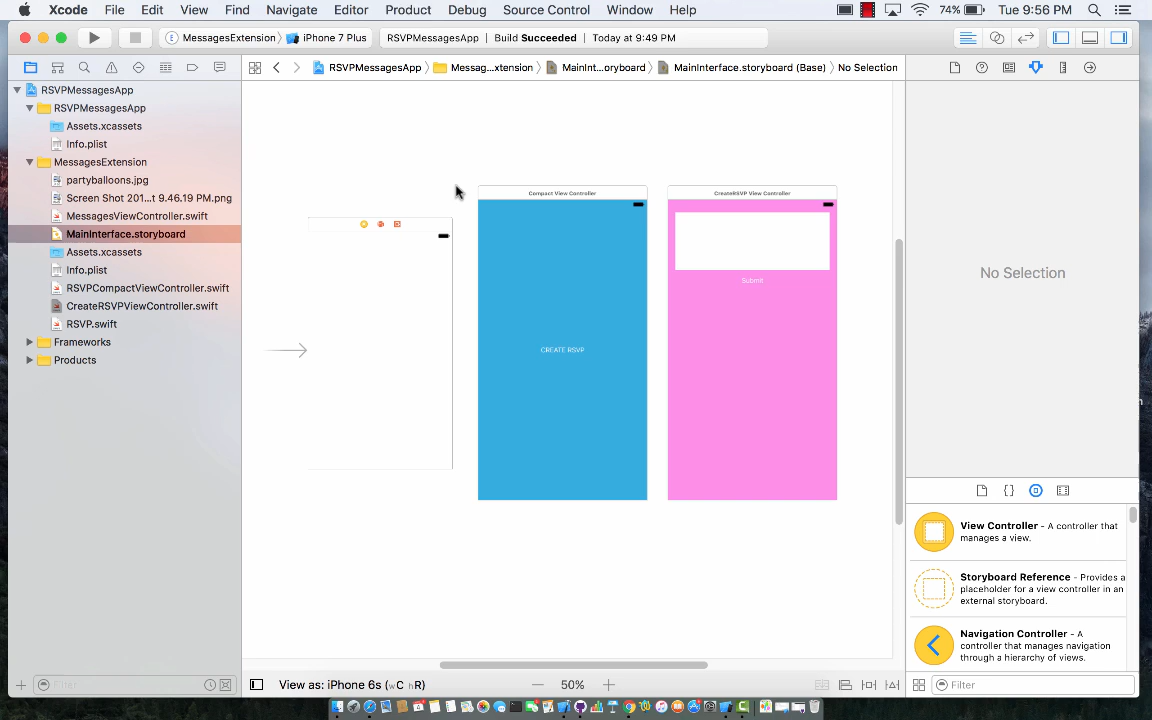 Xcode File Edit View Find Navigate Editor Product Debug Source Control Window Help 74% Tue 9:56 PM
MessagesExtension iPhone 7 Plus RSVPMessagesApp Build Succeeded Today at 9:49 PM
RSVPMessagesApp Messag...xtension MainInt...oryboard MainInterface.storyboard (Base) No Selection
RSVPMessagesApp
RSVPMessagesApp
Assets.xcassets
Info.plist
MessagesExtension
partyballoons.jpg
Screen Shot 201...t 9.46.19 PM.png
MessagesViewController.swift
MainInterface.storyboard
Assets.xcassets
Info.plist
RSVPCompactViewController.swift
CreateRSVPViewController.swift
RSVP.swift
Frameworks
Products
Filter
Compact View Controller
CREATE RSVP
CreateRSVP View Controller
Submit
View as: iPhone 6s (wC hR)
50%
No Selection
View Controller - A controller that
manages a view.
Storyboard Reference - Provides a
placeholder for a view controller in an
external storyboard.
Navigation Controller - A
controller that manages navigation
through a hierarchy of views.
Filter